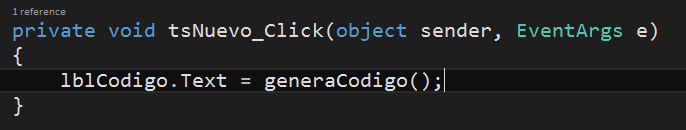 1 reference
private void tsNuevo_Click(object sender, EventArgs e)
{
lblCodigo.Text = generaCodigo();
}